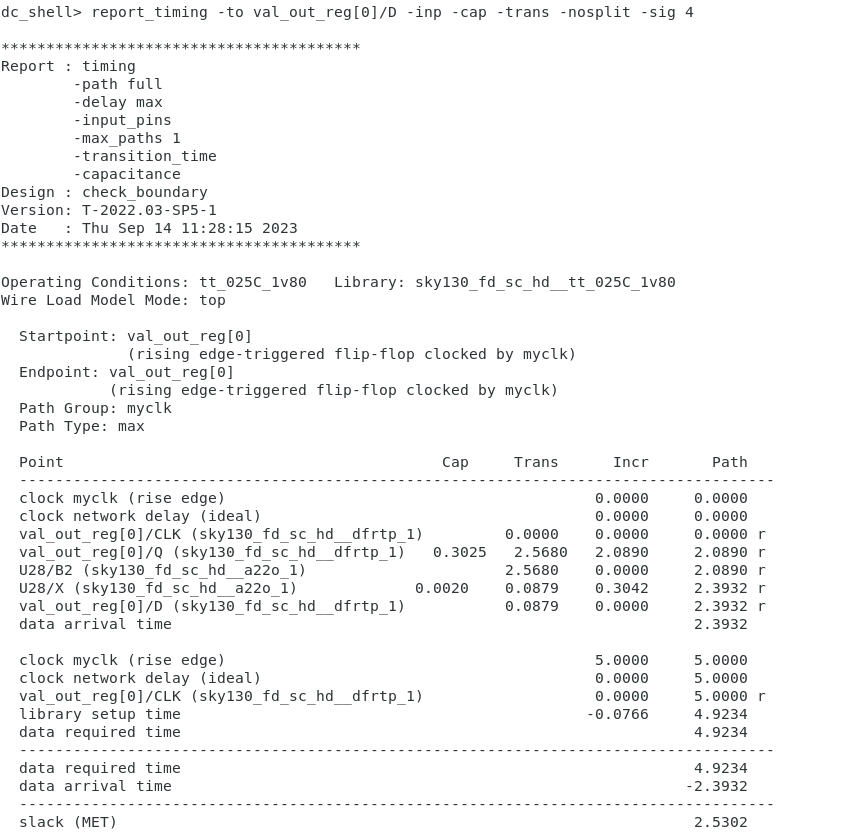 dc_shell> report_timing -to val_out_reg[0]/D -inp -cap -trans -nosplit -sig 4
****************************************
Report : timing
        -path full
        -delay max
        -input_pins
        -max_paths 1
        -transition_time
        -capacitance
Design : check_boundary
Version: T-2022.03-SP5-1
Date   : Thu Sep 14 11:28:15 2023
****************************************
Operating Conditions: tt_025C_1v80   Library: sky130_fd_sc_hd__tt_025C_1v80
Wire Load Model Mode: top
  Startpoint: val_out_reg[0]
              (rising edge-triggered flip-flop clocked by myclk)
  Endpoint: val_out_reg[0]
            (rising edge-triggered flip-flop clocked by myclk)
  Path Group: myclk
  Path Type: max
  Point                                          Cap     Trans      Incr       Path
  ------------------------------------------------------------------------------------
  clock myclk (rise edge)                                         0.0000     0.0000
  clock network delay (ideal)                                     0.0000     0.0000
  val_out_reg[0]/CLK (sky130_fd_sc_hd__dfrtp_1)         0.0000    0.0000     0.0000 r
  val_out_reg[0]/Q (sky130_fd_sc_hd__dfrtp_1)   0.3025   2.5680   2.0890     2.0890 r
  U28/B2 (sky130_fd_sc_hd__a22o_1)                      2.5680    0.0000     2.0890 r
  U28/X (sky130_fd_sc_hd__a22o_1)             0.0020    0.0879    0.3042     2.3932 r
  val_out_reg[0]/D (sky130_fd_sc_hd__dfrtp_1)           0.0879    0.0000     2.3932 r
  data arrival time                                                          2.3932
  clock myclk (rise edge)                                         5.0000     5.0000
  clock network delay (ideal)                                     0.0000     5.0000
  val_out_reg[0]/CLK (sky130_fd_sc_hd__dfrtp_1)                   0.0000     5.0000 r
  library setup time                                             -0.0766     4.9234
  data required time                                                         4.9234
  ------------------------------------------------------------------------------------
  data required time                                                         4.9234
  data arrival time                                                         -2.3932
  ------------------------------------------------------------------------------------
  slack (MET)                                                                2.5302